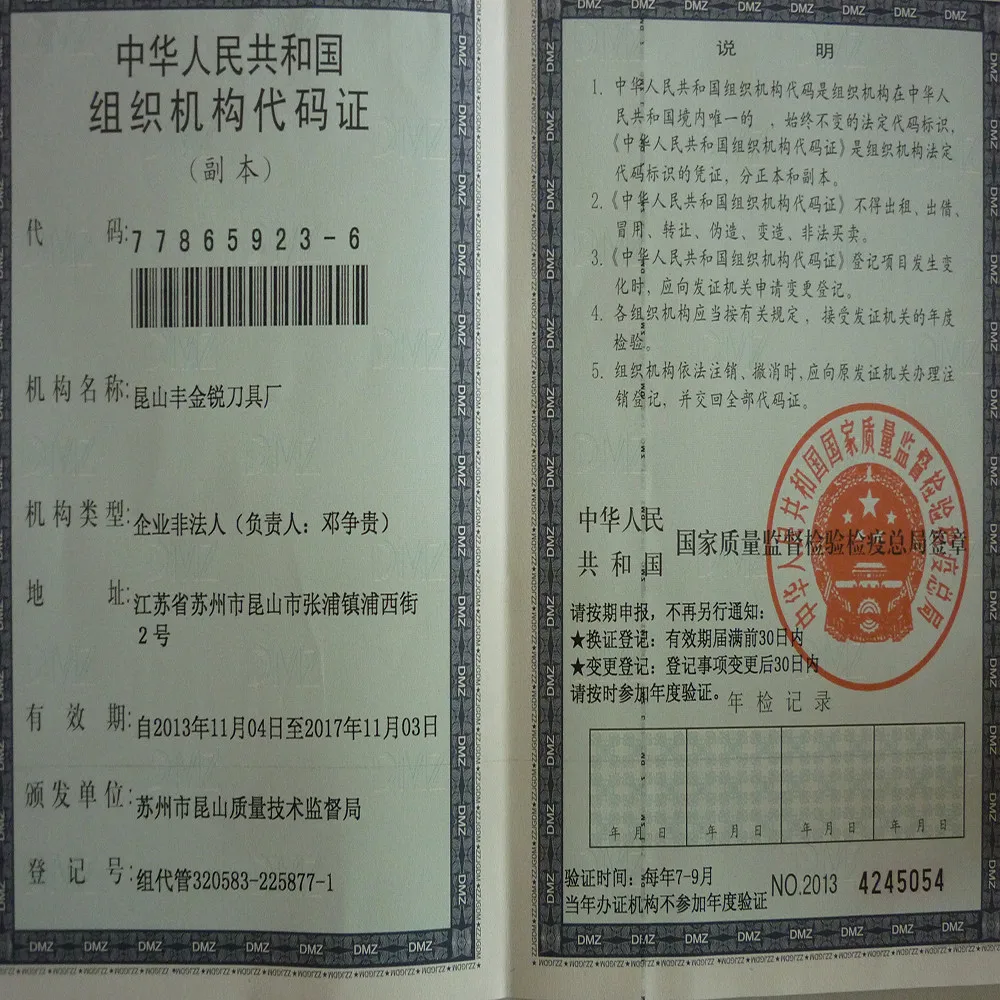 中华人民共和国
组织机构代码证
（副本）
代 码：77865923-6
机构名称：昆山丰金锐刀具厂
机构类型：企业非法人（负责人：邓争贵）
地 址：江苏省苏州市昆山市张浦镇浦西街
2号
有 效 期：自2013年11月04日至2017年11月03日
颁发单位：苏州市昆山质量技术监督局
登 记 号：组代管320583-225877-1
说 明
1. 中华人民共和国组织机构代码是组织机构在中华人
民共和国境内唯一的 ，始终不变的法定代码标识，
《中华人民共和国组织机构代码证》是组织机构法定
代码标识的凭证，分正本和副本。
2.《中华人民共和国组织机构代码证》不得出租、出借、
冒用、转让、伪造、变造、非法买卖。
3.《中华人民共和国组织机构代码证》登记项目发生变
化时，应向发证机关申请变更登记。
4. 各组织机构应当按有关规定，接受发证机关的年度
检验。
5. 组织机构依法注销、撤消时，应向原发证机关办理注
销登记，并交回全部代码证。
中华人民
共和国
国家质量监督检验检疫总局签章
中华人民共和国国家质量监督检验检疫总局
请按期申报，不再另行通知：
★换证登记：有效期届满前30日内
★变更登记：登记事项变更后30日内
请按时参加年度验证。
年检记录
年 月 日 年 月 日 年 月 日 年 月 日
验证时间：每年7-9月
当年办证机构不参加年度验证
NO.2013 4245054